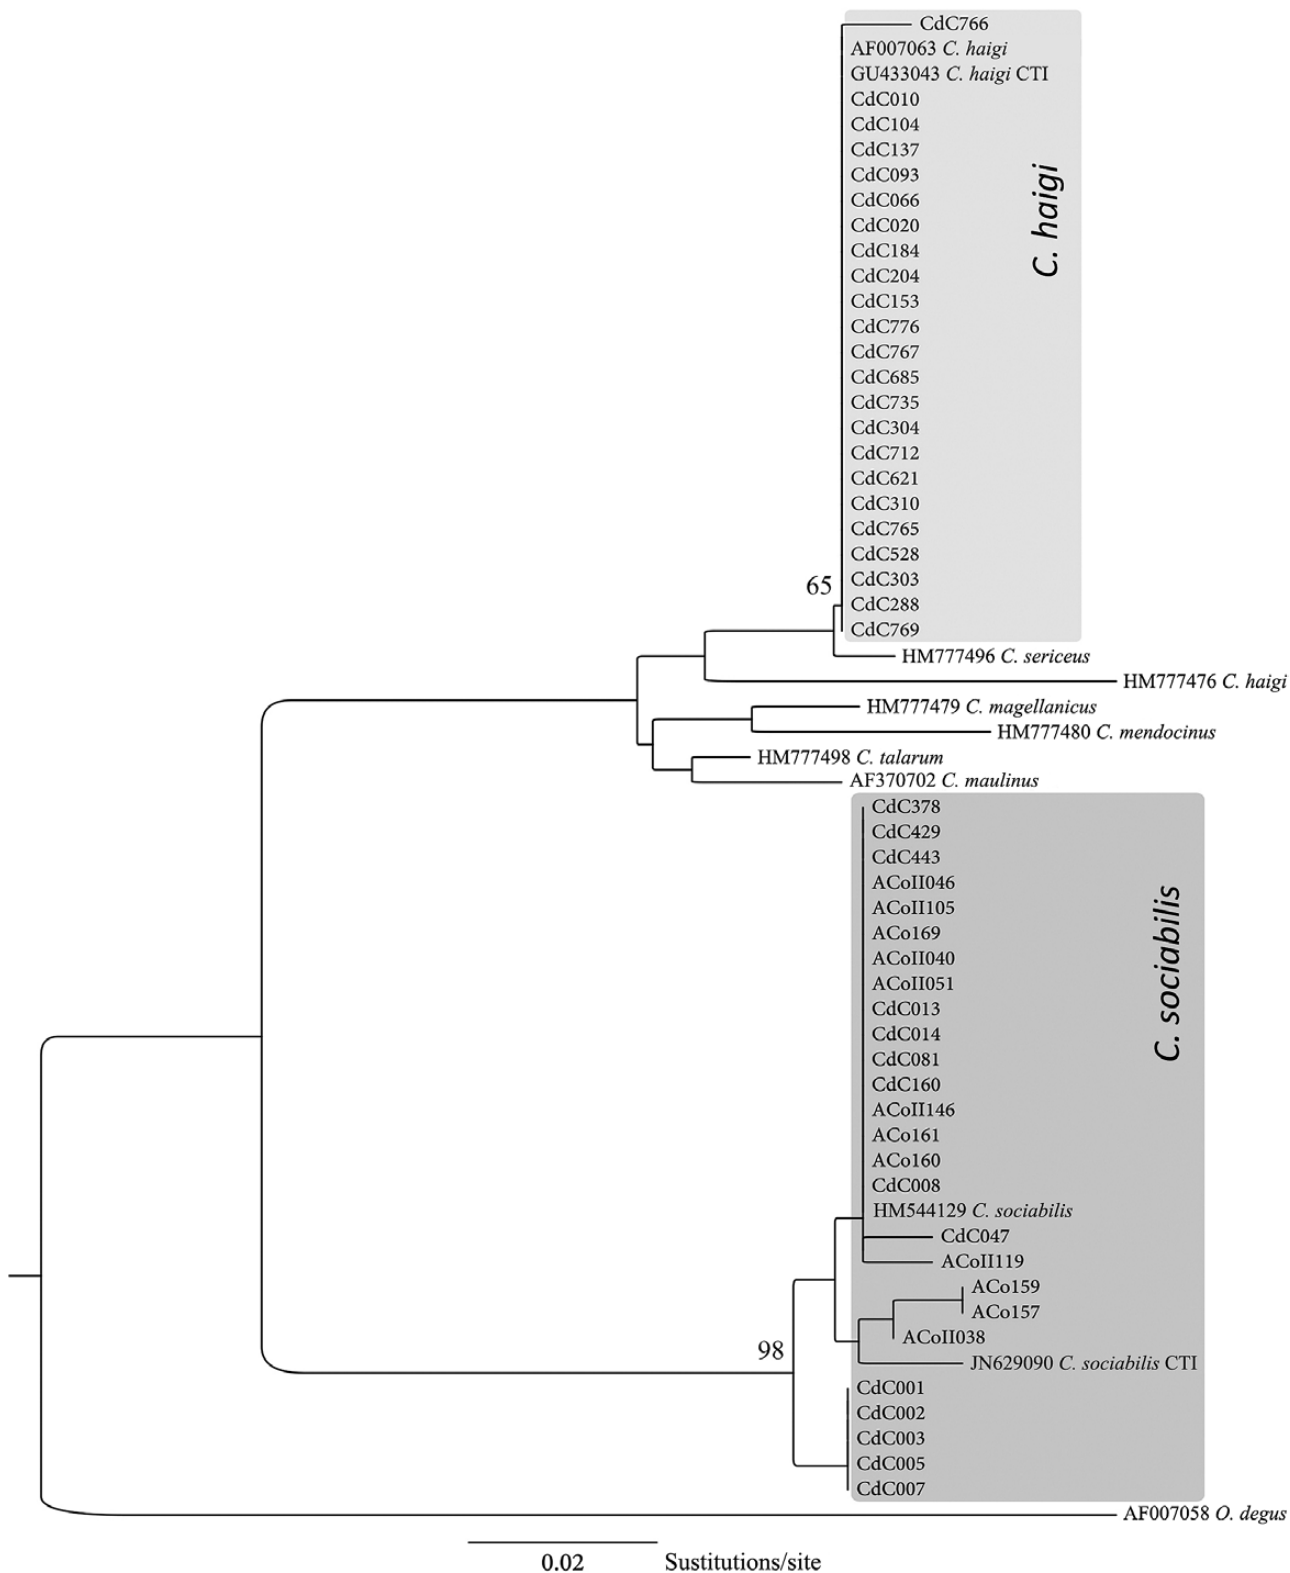 CdC766
AF007063 C. haigi
GU433043 C. haigi CTI
CdC010
CdC104
CdC137
CdC093
CdC066
CdC020
CdC184
CdC204
CdC153
CdC776
CdC767
CdC685
CdC735
CdC304
CdC712
CdC621
CdC310
CdC765
CdC528
CdC303
CdC288
CdC769
C. haigi
65
HM777496 C. sericeus
HM777476 C. haigi
HM777479 C. magellanicus
HM777480 C. mendocinus
HM777498 C. talarum
AF370702 C. maulinus
CdC378
CdC429
CdC443
ACoII046
ACoII105
ACo169
ACoII040
ACoII051
CdC013
CdC014
CdC081
CdC160
ACoII146
ACo161
ACo160
CdC008
HM544129 C. sociabilis
CdC047
ACoII119
ACo159
ACo157
ACoII038
JN629090 C. sociabilis CTI
CdC001
CdC002
CdC003
CdC005
CdC007
C. sociabilis
98
AF007058 O. degus
0.02 Sustitutions/site